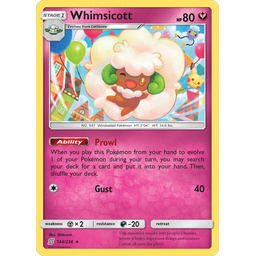 STAGE 1
Whimsicott
HP 80
Evolves from Cottonee
NO. 547 Windveiled Pokémon HT: 2'04" WT: 14.6 lbs.
Ability Prowl
When you play this Pokémon from your hand to evolve 1
of your Pokémon during your turn, you may search
your deck for a card and put it into your hand. Then,
shuffle your deck.
Gust 40
weakness ×2 resistance -20 retreat
144/236